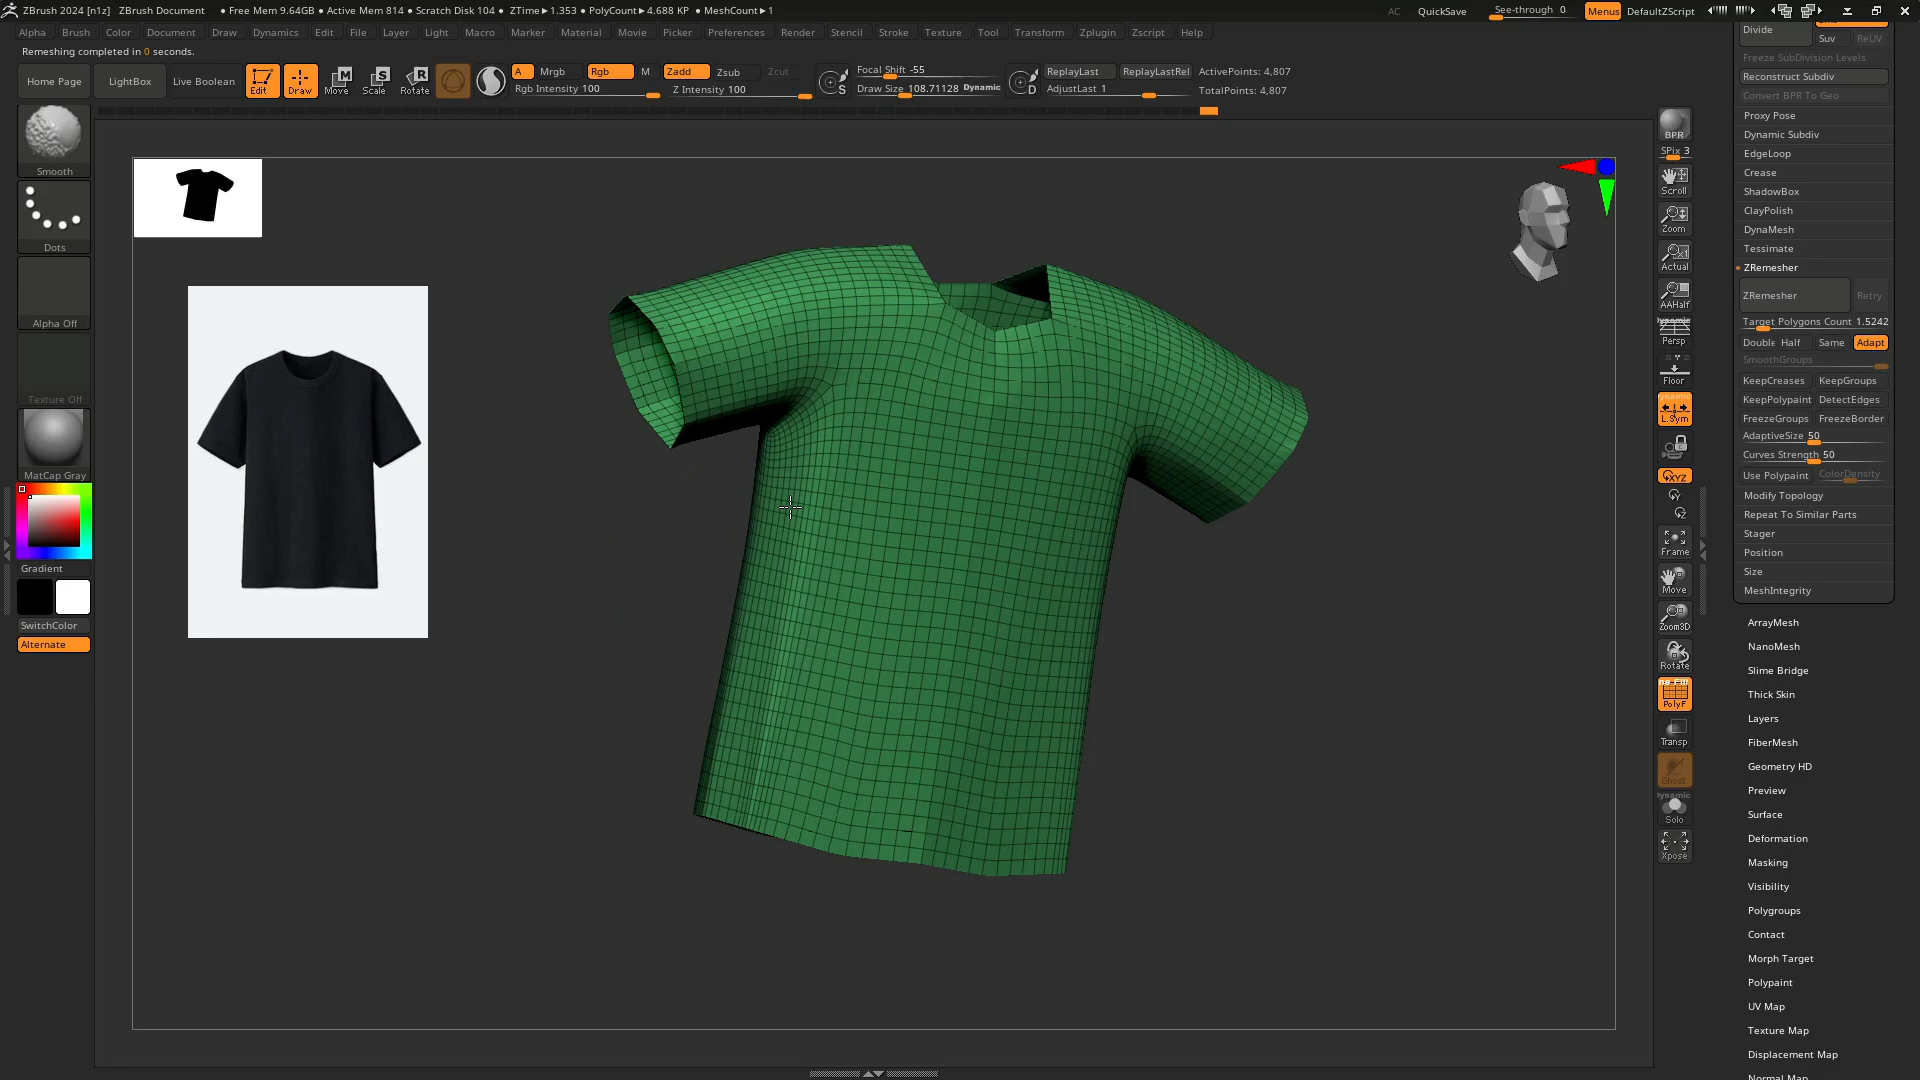 ZBrush 2024 [n1z] ZBrush Document • Free Mem 9.64GB • Active Mem 814 • Scratch Disk 104 • ZTime►1.353 • PolyCount►4.688 KP • MeshCount►1 AC QuickSave See-through 0 Menus DefaultZScript
Alpha Brush Color Document Draw Dynamics Edit File Layer Light Macro Marker Material Movie Picker Preferences Render Stencil Stroke Texture Tool Transform Zplugin Zscript Help
Remeshing completed in 0 seconds.
Home Page LightBox Live Boolean Edit Draw Move Scale Rotate
A Mrgb Rgb M Zadd Zsub Zcut
Rgb Intensity 100 Z Intensity 100
Focal Shift -55
Draw Size 108.71128 Dynamic
ReplayLast ReplayLastRel ActivePoints: 4,807
AdjustLast 1 TotalPoints: 4,807
Smooth
Dots
Alpha Off
Texture Off
MatCap Gray
Gradient
SwitchColor
Alternate
BPR
SPix 3
Scroll
Zoom
Actual
AAHalf
Dynamic
Persp
Floor
Dynamic
L.Sym
XYZ
Y
Z
Frame
Move
Zoom3D
Rotate
PolyF
Transp
Ghost
Dynamic
Solo
Xpose
Divide
Suv ReUV
Freeze SubDivision Levels
Reconstruct Subdiv
Convert BPR To Geo
Proxy Pose
Dynamic Subdiv
EdgeLoop
Crease
ShadowBox
ClayPolish
DynaMesh
Tessimate
ZRemesher
ZRemesher Retry
Target Polygons Count 1.5242
Double Half Same Adapt
SmoothGroups
KeepCreases KeepGroups
KeepPolypaint DetectEdges
FreezeGroups FreezeBorder
AdaptiveSize 50
Curves Strength 50
Use Polypaint ColorDensity
Modify Topology
Repeat To Similar Parts
Stager
Position
Size
MeshIntegrity
ArrayMesh
NanoMesh
Slime Bridge
Thick Skin
Layers
FiberMesh
Geometry HD
Preview
Surface
Deformation
Masking
Visibility
Polygroups
Contact
Morph Target
Polypaint
UV Map
Texture Map
Displacement Map
Normal Map